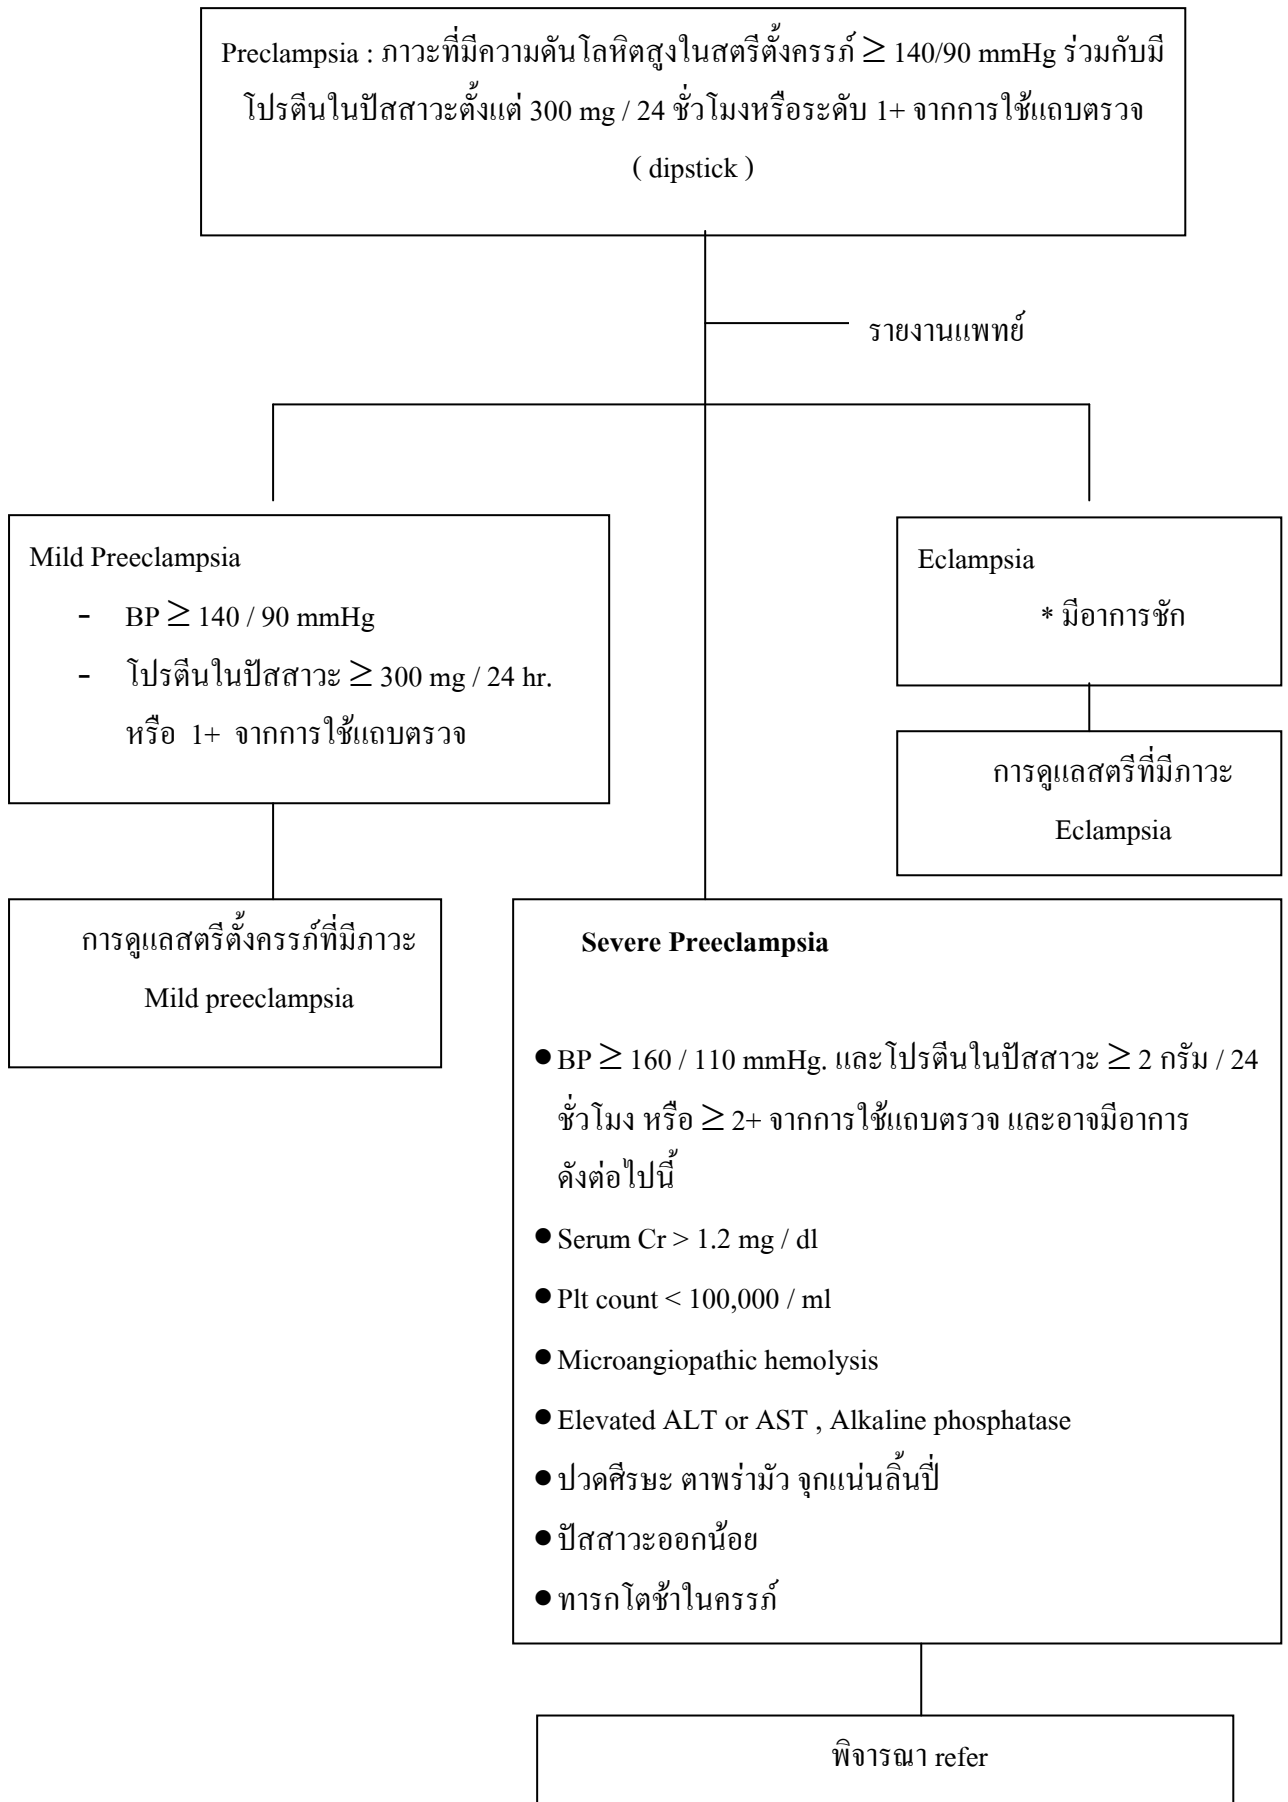 Preclampsia : ภาวะที่มีความดันโลหิตสูงในสตรีตั้งครรภ์ ≥ 140/90 mmHg ร่วมกับมี
โปรตีนในปัสสาวะตั้งแต่ 300 mg / 24 ชั่วโมงหรือระดับ 1+ จากการใช้แถบตรวจ
( dipstick )
รายงานแพทย์
Mild Preeclampsia
- BP ≥ 140 / 90 mmHg
- โปรตีนในปัสสาวะ ≥ 300 mg / 24 hr.
หรือ 1+ จากการใช้แถบตรวจ
Eclampsia
* มีอาการชัก
การดูแลสตรีที่มีภาวะ
Eclampsia
การดูแลสตรีตั้งครรภ์ที่มีภาวะ
Mild preeclampsia
Severe Preeclampsia
● BP ≥ 160 / 110 mmHg. และโปรตีนในปัสสาวะ ≥ 2 กรัม / 24
ชั่วโมง หรือ ≥ 2+ จากการใช้แถบตรวจ และอาจมีอาการ
ดังต่อไปนี้
● Serum Cr > 1.2 mg / dl
● Plt count < 100,000 / ml
● Microangiopathic hemolysis
● Elevated ALT or AST , Alkaline phosphatase
● ปวดศีรษะ ตาพร่ามัว จุกแน่นลิ้นปี่
● ปัสสาวะออกน้อย
● ทารกโตช้าในครรภ์
พิจารณา refer